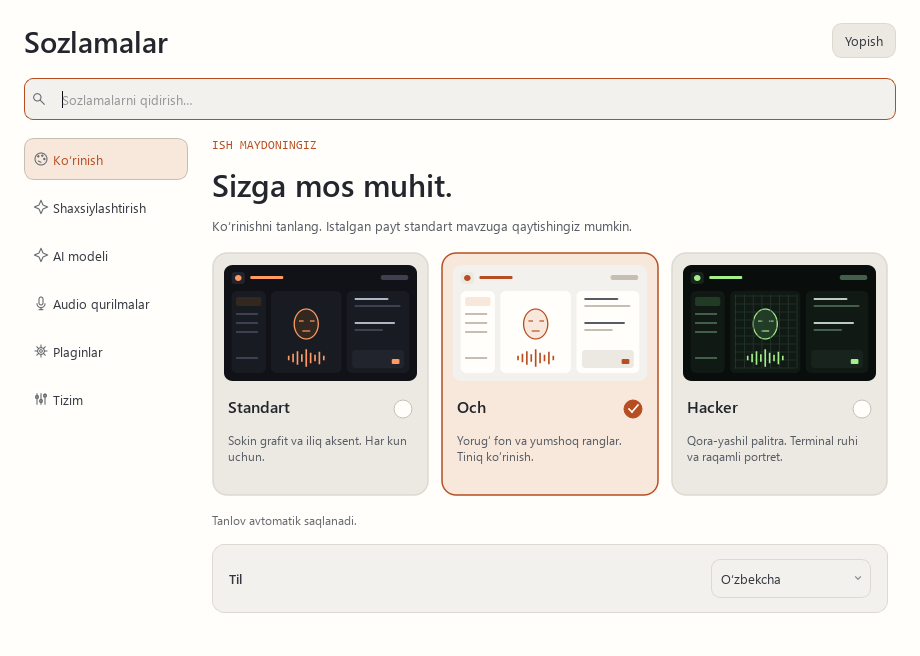 Sozlamalar
Yopish
Sozlamalarni qidirish...
Ko‘rinish
Shaxsiylashtirish
AI modeli
Audio qurilmalar
Plaginlar
Tizim
ISH MAYDONINGIZ
Sizga mos muhit.
Ko‘rinishni tanlang. Istalgan payt standart mavzuga qaytishingiz mumkin.
Standart
Sokin grafit va iliq aksent. Har kun
uchun.
Och
Yorug‘ fon va yumshoq ranglar.
Tiniq ko‘rinish.
Hacker
Qora-yashil palitra. Terminal ruhi
va raqamli portret.
Tanlov avtomatik saqlanadi.
Til
O‘zbekcha